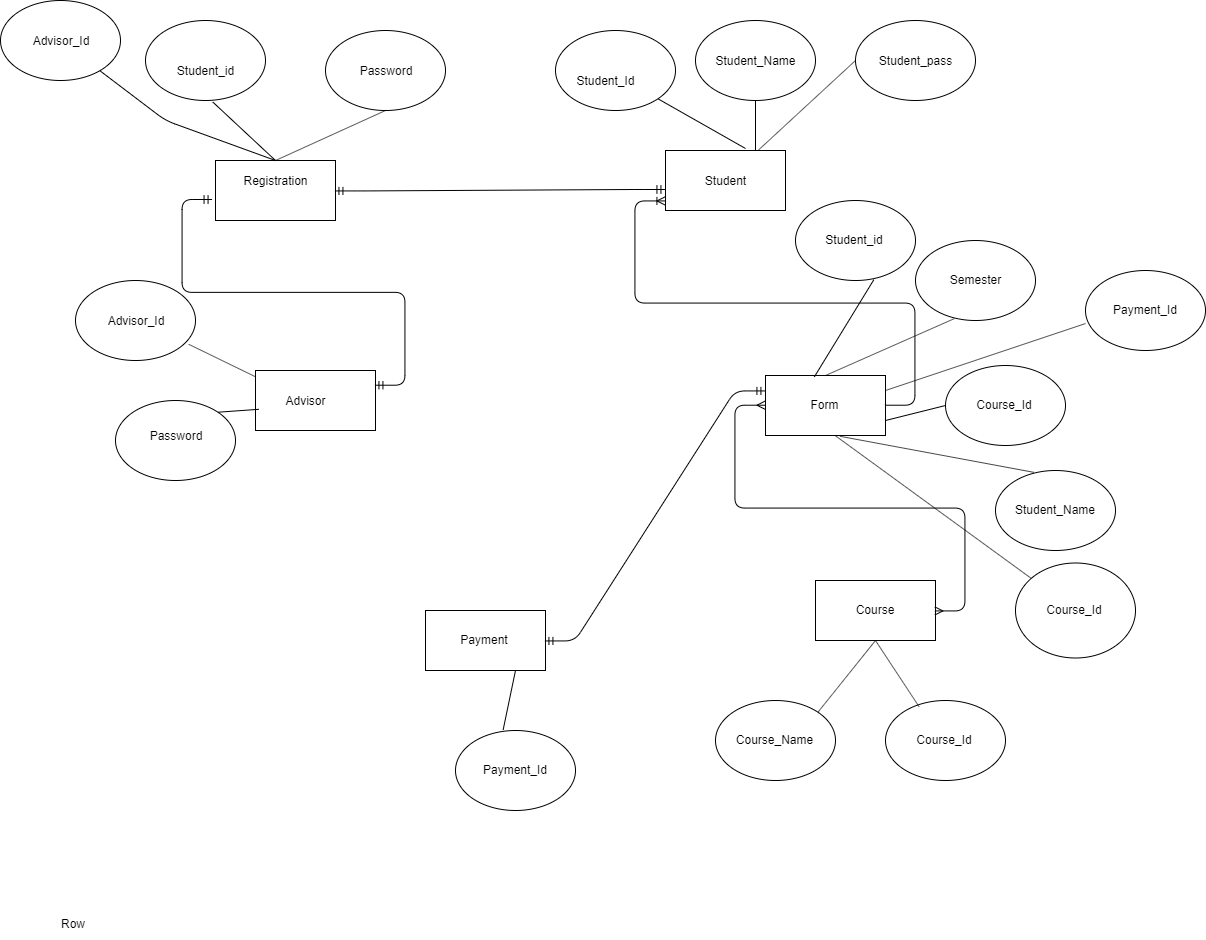 Advisor_Id
Student_id
Password
Student_Id
Student_Name
Student_pass
Registration
Student
Student_id
Semester
Payment_Id
Advisor_Id
Advisor
Form
Course_Id
Password
Student_Name
Course
Course_Id
Payment
Course_Name
Course_Id
Payment_Id
Row